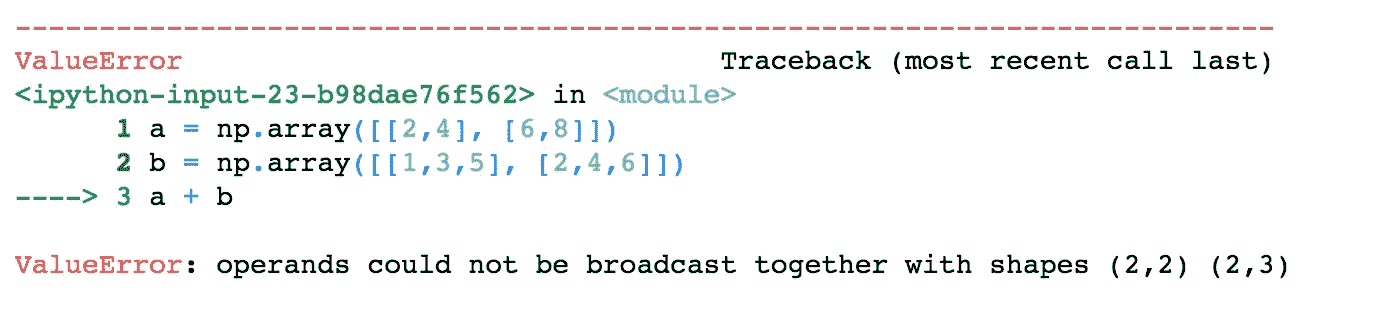 ---------------------------------------------------------------------------
ValueError                                Traceback (most recent call last)
<ipython-input-23-b98dae76f562> in <module>
      1 a = np.array([[2,4], [6,8]])
      2 b = np.array([[1,3,5], [2,4,6]])
----> 3 a + b
ValueError: operands could not be broadcast together with shapes (2,2) (2,3)